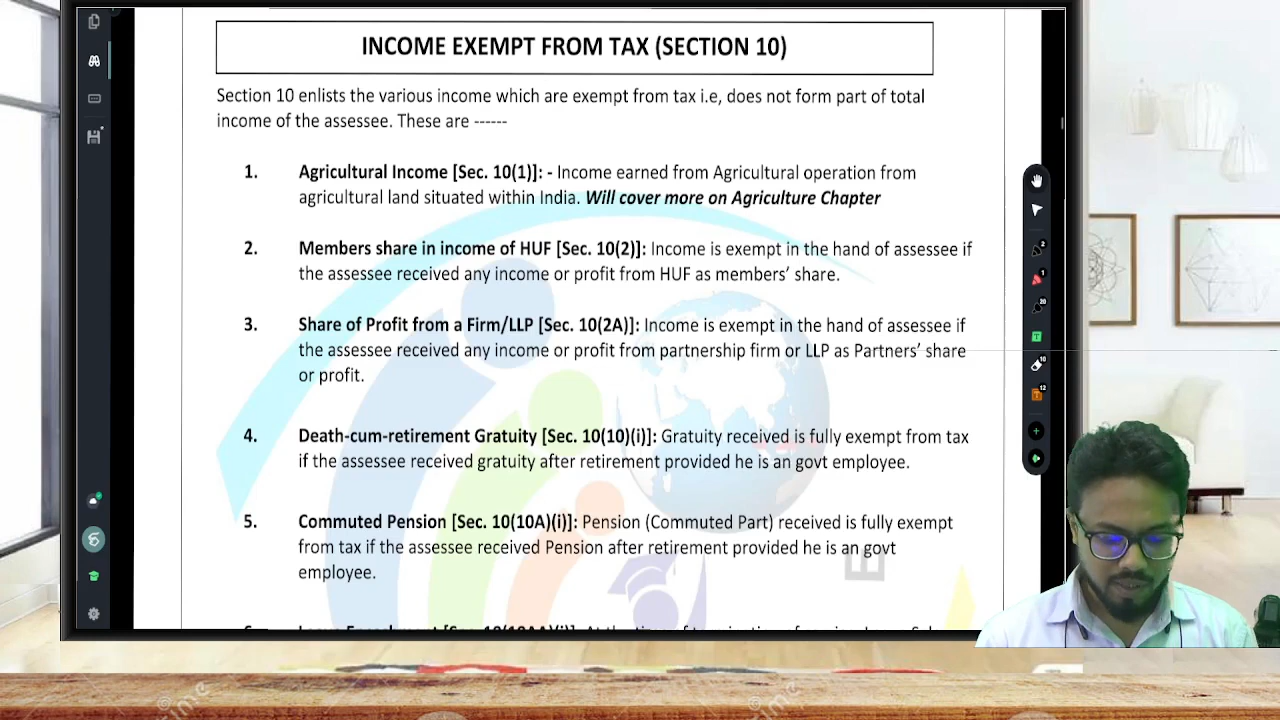 INCOME EXEMPT FROM TAX (SECTION 10)
Section 10 enlists the various income which are exempt from tax i.e, does not form part of total
income of the assessee. These are ------
1. Agricultural Income [Sec. 10(1)]: - Income earned from Agricultural operation from
agricultural land situated within India. Will cover more on Agriculture Chapter
2. Members share in income of HUF [Sec. 10(2)]: Income is exempt in the hand of assessee if
the assessee received any income or profit from HUF as members’ share.
3. Share of Profit from a Firm/LLP [Sec. 10(2A)]: Income is exempt in the hand of assessee if
the assessee received any income or profit from partnership firm or LLP as Partners’ share
or profit.
4. Death-cum-retirement Gratuity [Sec. 10(10)(i)]: Gratuity received is fully exempt from tax
if the assessee received gratuity after retirement provided he is an govt employee.
5. Commuted Pension [Sec. 10(10A)(i)]: Pension (Commuted Part) received is fully exempt
from tax if the assessee received Pension after retirement provided he is an govt
employee.
E
2
1
20
T
10
12